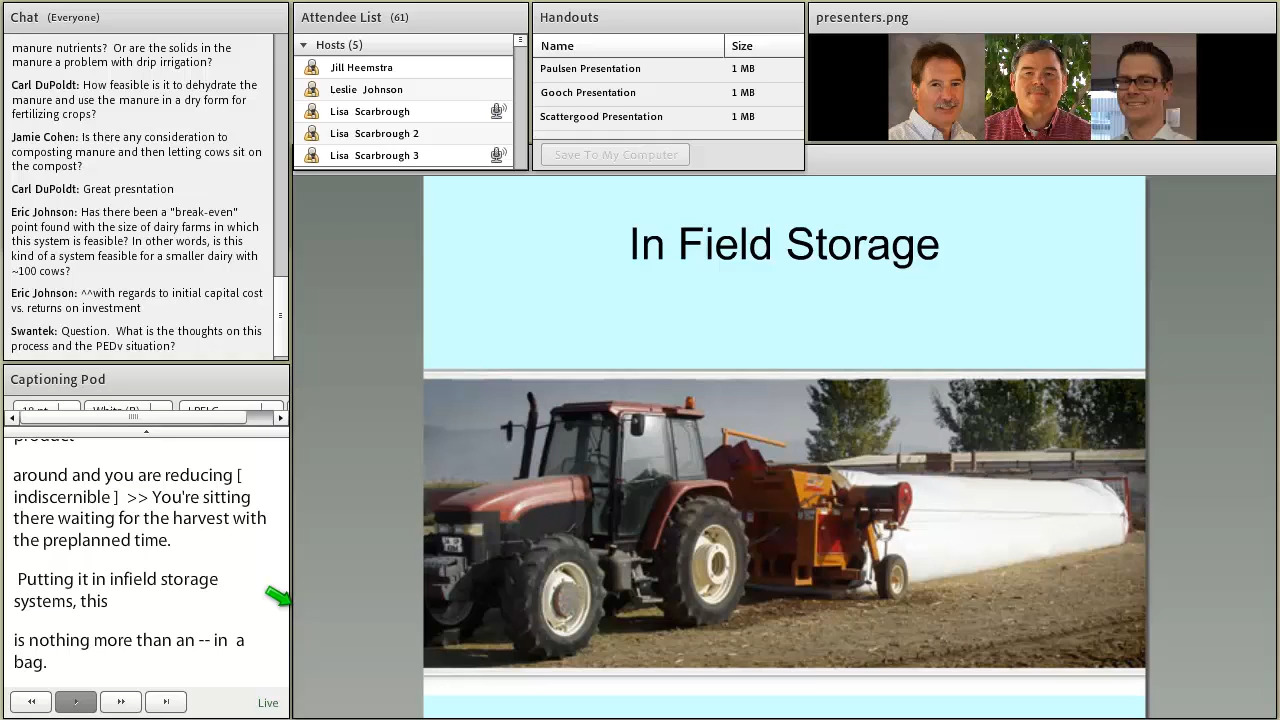 Chat (Everyone)
manure nutrients? Or are the solids in the
manure a problem with drip irrigation?
Carl DuPoldt: How feasible is it to dehydrate the
manure and use the manure in a dry form for
fertilizing crops?
Jamie Cohen: Is there any consideration to
composting manure and then letting cows sit on
the compost?
Carl DuPoldt: Great presntation
Eric Johnson: Has there been a "break-even"
point found with the size of dairy farms in which
this system is feasible? In other words, is this
kind of a system feasible for a smaller dairy with
~100 cows?
Eric Johnson: ^^with regards to initial capital cost
vs. returns on investment
Swantek: Question. What is the thoughts on this
process and the PEDv situation?
Captioning Pod
product
around and you are reducing [
indiscernible ] >> You're sitting
there waiting for the harvest with
the preplanned time.
Putting it in infield storage
systems, this
is nothing more than an -- in a
bag.
Live
Attendee List (61)
Hosts (5)
Jill Heemstra
Leslie Johnson
Lisa Scarbrough
Lisa Scarbrough 2
Lisa Scarbrough 3
Handouts
Name Size
Paulsen Presentation 1 MB
Gooch Presentation 1 MB
Scattergood Presentation 1 MB
Save To My Computer
presenters.png
In Field Storage